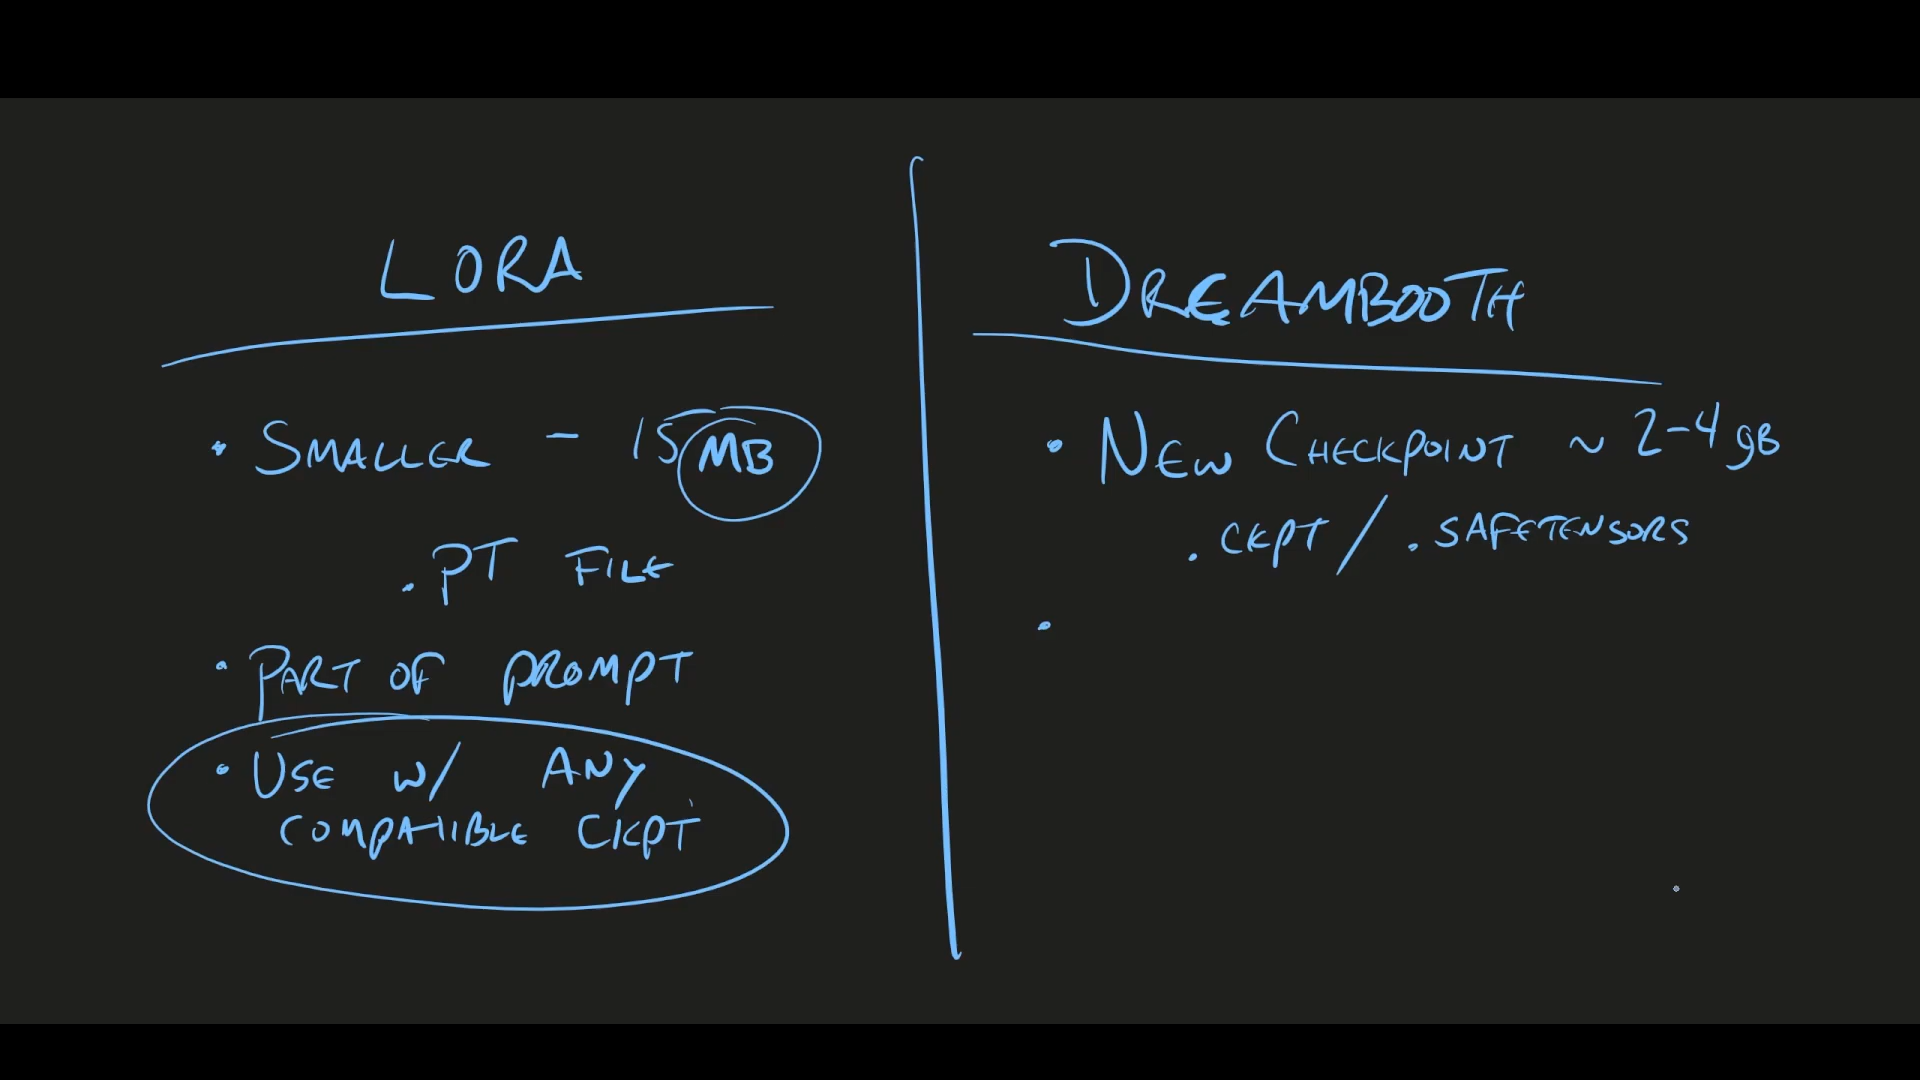 LORA
• SMALLER - 15 MB
.PT FILE
• PART OF PROMPT
• USE W/ ANY
COMPATIBLE CKPT
DREAMBOOTH
• NEW CHECKPOINT ~ 2-4 gB
.CKPT / .SAFETENSORS
•